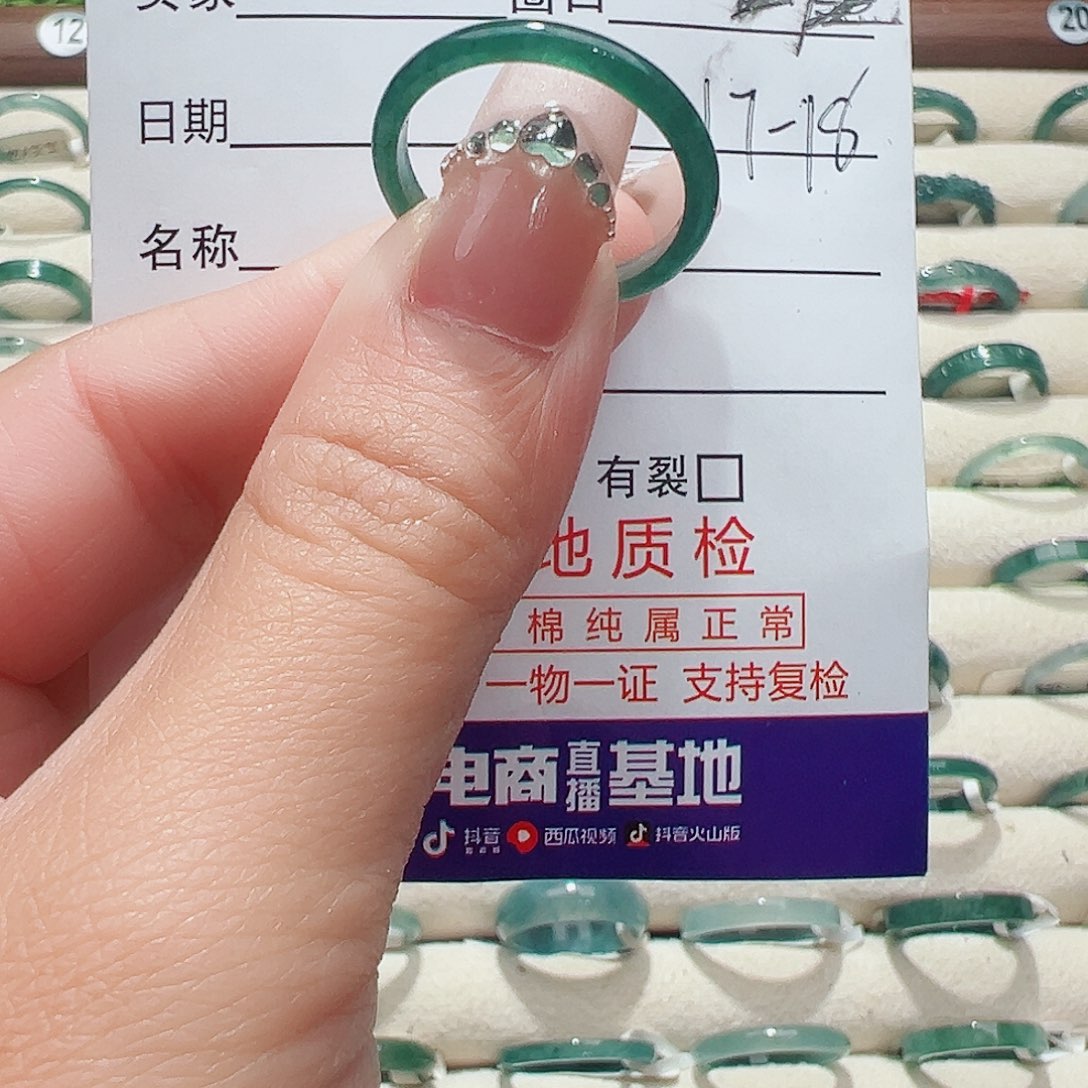 12
20
日期
17-18
名称
有裂□
地质检
棉纯属正常
一物一证 支持复检
电商直播基地
抖音 西瓜视频 抖音火山版